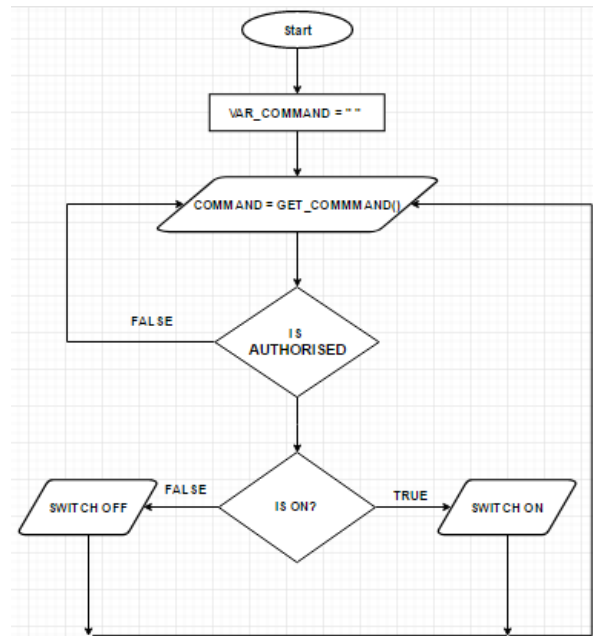 Start
VAR_COMMAND = " "
COMMAND = GET_COMMMAND()
FALSE
IS
AUTHORISED
FALSE
TRUE
SWITCH OFF
IS ON?
SWITCH ON